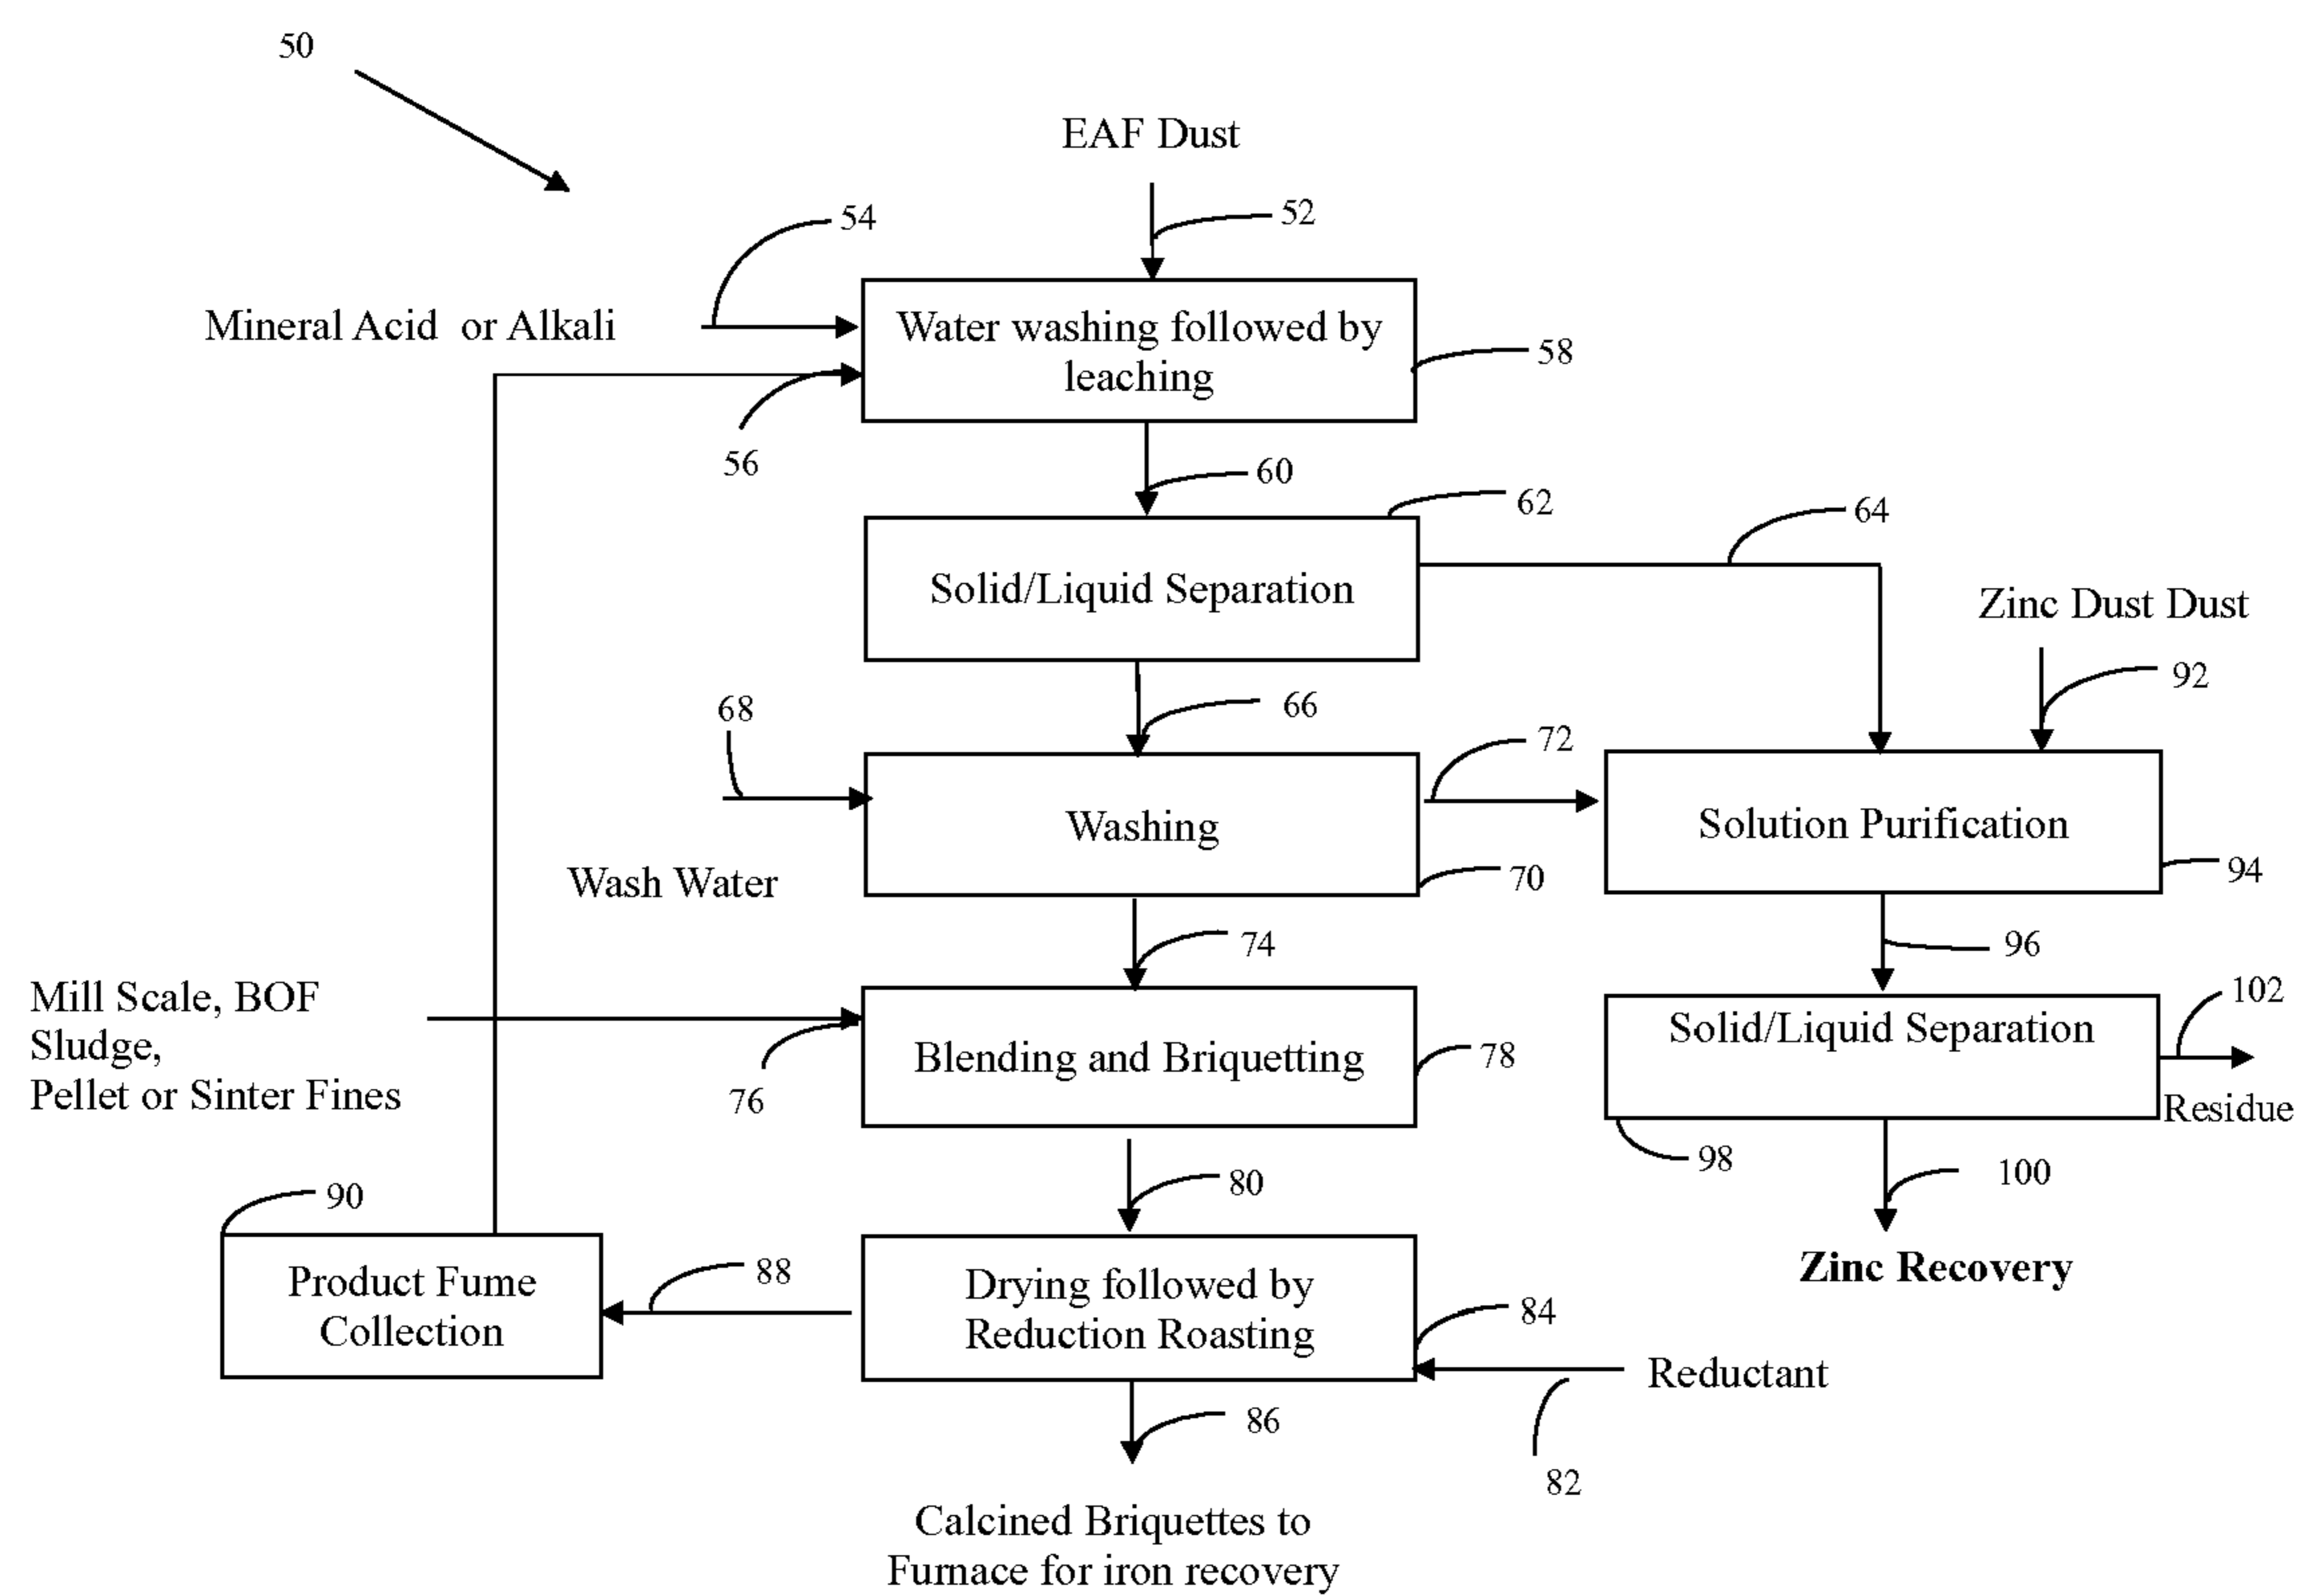 50
EAF Dust
52
54
Mineral Acid or Alkali
Water washing followed by
leaching
58
56
60
62
64
Solid/Liquid Separation
Zinc Dust Dust
92
66
68
72
Washing
Solution Purification
Wash Water
70
94
74
96
Mill Scale, BOF
Sludge,
Pellet or Sinter Fines
76
Blending and Briquetting
78
Solid/Liquid Separation
102
Residue
98
100
Zinc Recovery
80
90
Product Fume
Collection
88
Drying followed by
Reduction Roasting
84
Reductant
82
86
Calcined Briquettes to
Furnace for iron recovery